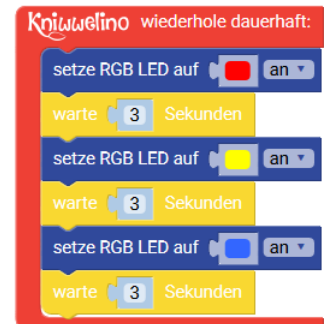 Kniwwelino wiederhole dauerhaft:
setze RGB LED auf an
warte 3 Sekunden
setze RGB LED auf an
warte 3 Sekunden
setze RGB LED auf an
warte 3 Sekunden